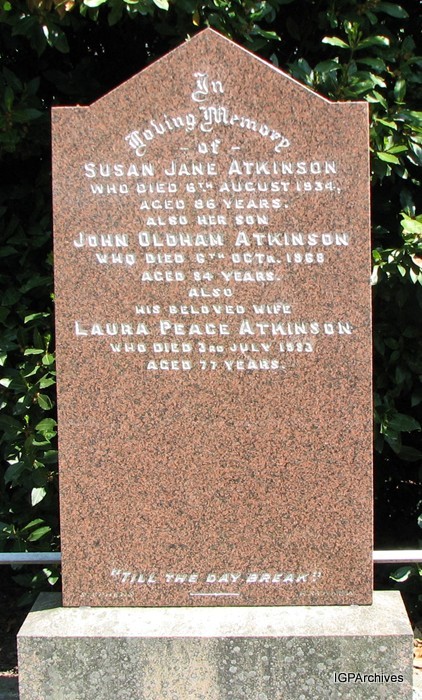 In
Loving Memory
- of -
SUSAN JANE ATKINSON
WHO DIED 6TH AUGUST 1934,
AGED 86 YEARS.
ALSO HER SON
JOHN OLDHAM ATKINSON
WHO DIED 6TH OCTR. 1968
AGED 84 YEARS.
ALSO
HIS BELOVED WIFE
LAURA PEACE ATKINSON
WHO DIED 3RD JULY 1983
AGED 77 YEARS.
"TILL THE DAY BREAK"
IGPArchives